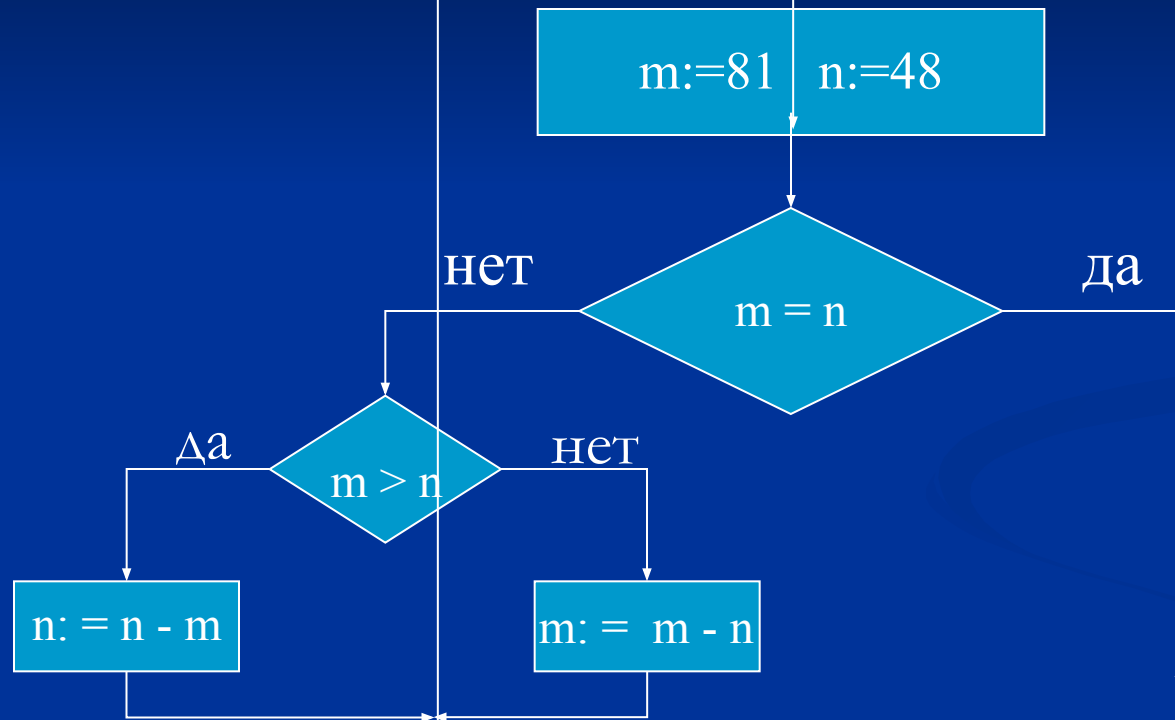 m:=81 n:=48
нет
да
m = n
да
нет
m > n
n: = n - m
m: = m - n